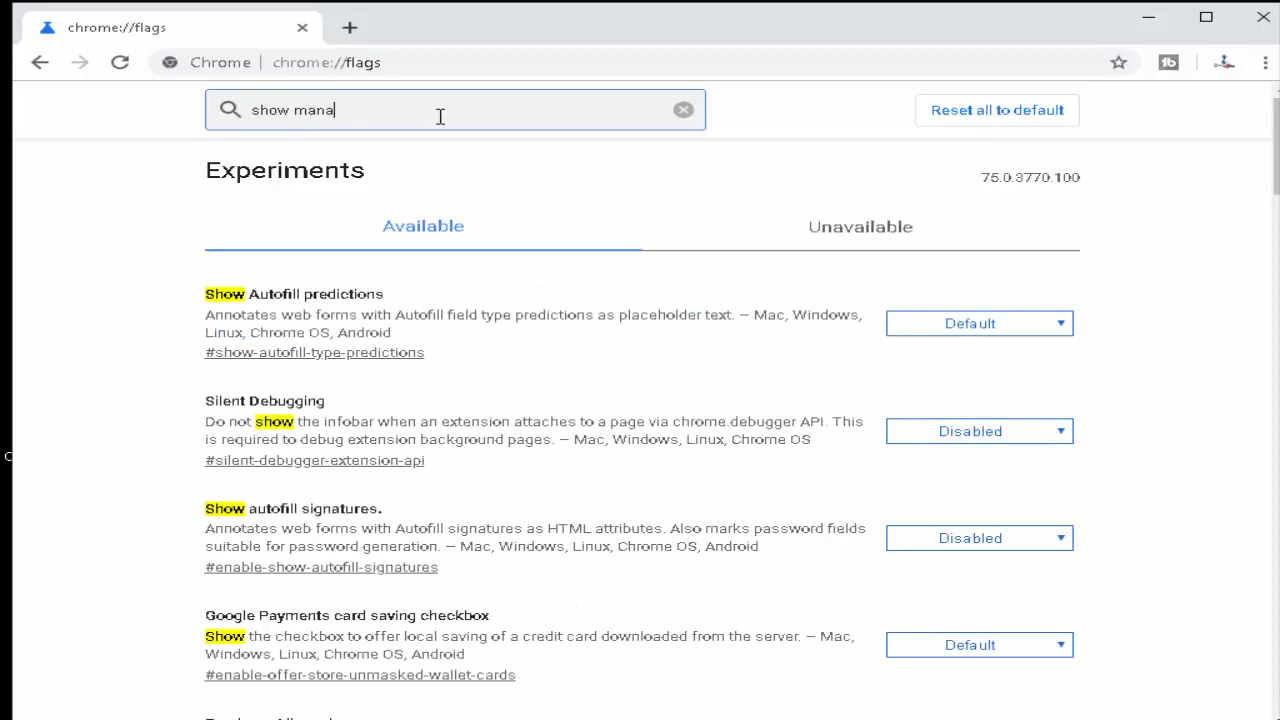 chrome://flags
Chrome | chrome://flags
show mana
Reset all to default
Experiments
75.0.3770.100
Available
Unavailable
Show Autofill predictions
Annotates web forms with Autofill field type predictions as placeholder text. – Mac, Windows,
Linux, Chrome OS, Android
#show-autofill-type-predictions
Default
Silent Debugging
Do not show the infobar when an extension attaches to a page via chrome.debugger API. This
is required to debug extension background pages. – Mac, Windows, Linux, Chrome OS
#silent-debugger-extension-api
Disabled
Show autofill signatures.
Annotates web forms with Autofill signatures as HTML attributes. Also marks password fields
suitable for password generation. – Mac, Windows, Linux, Chrome OS, Android
#enable-show-autofill-signatures
Disabled
Google Payments card saving checkbox
Show the checkbox to offer local saving of a credit card downloaded from the server. – Mac,
Windows, Linux, Chrome OS, Android
#enable-offer-store-unmasked-wallet-cards
Default